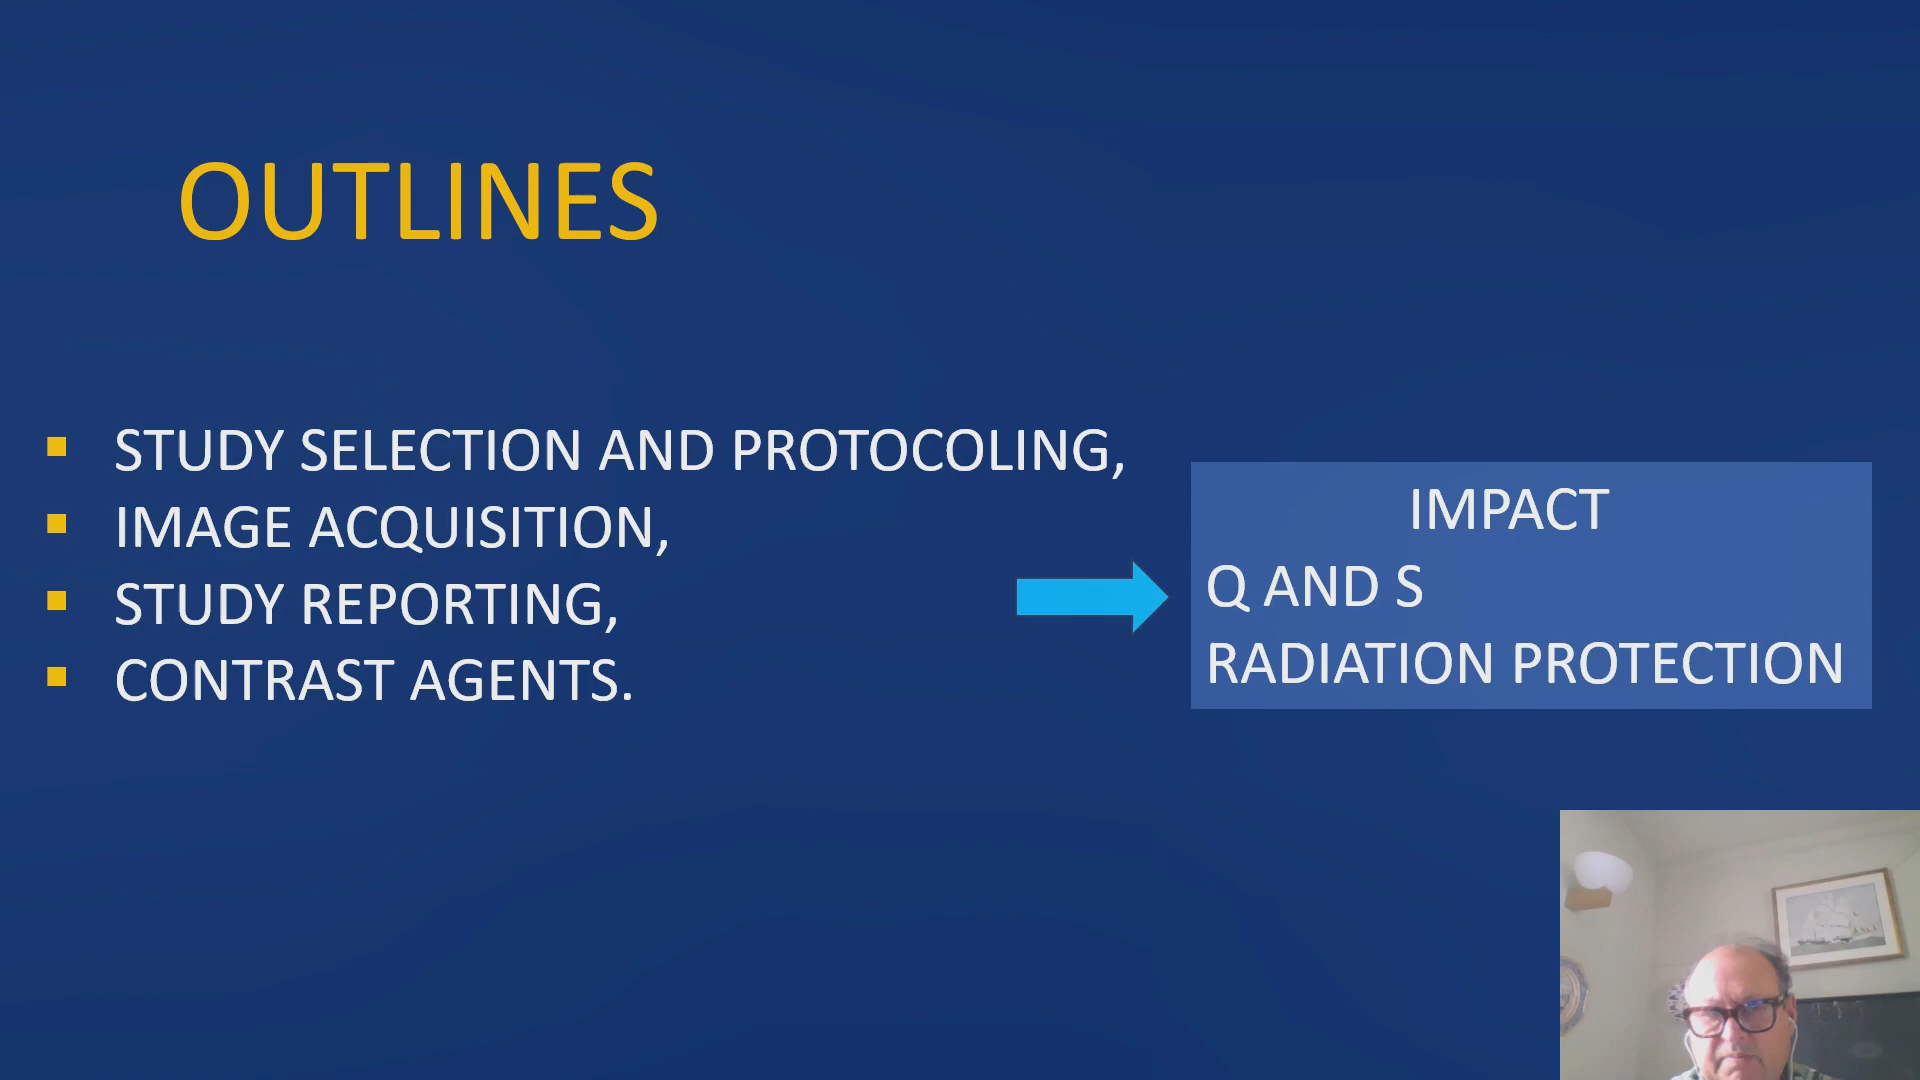 OUTLINES
STUDY SELECTION AND PROTOCOLING,
IMAGE ACQUISITION,
STUDY REPORTING,
CONTRAST AGENTS.
IMPACT
Q AND S
RADIATION PROTECTION